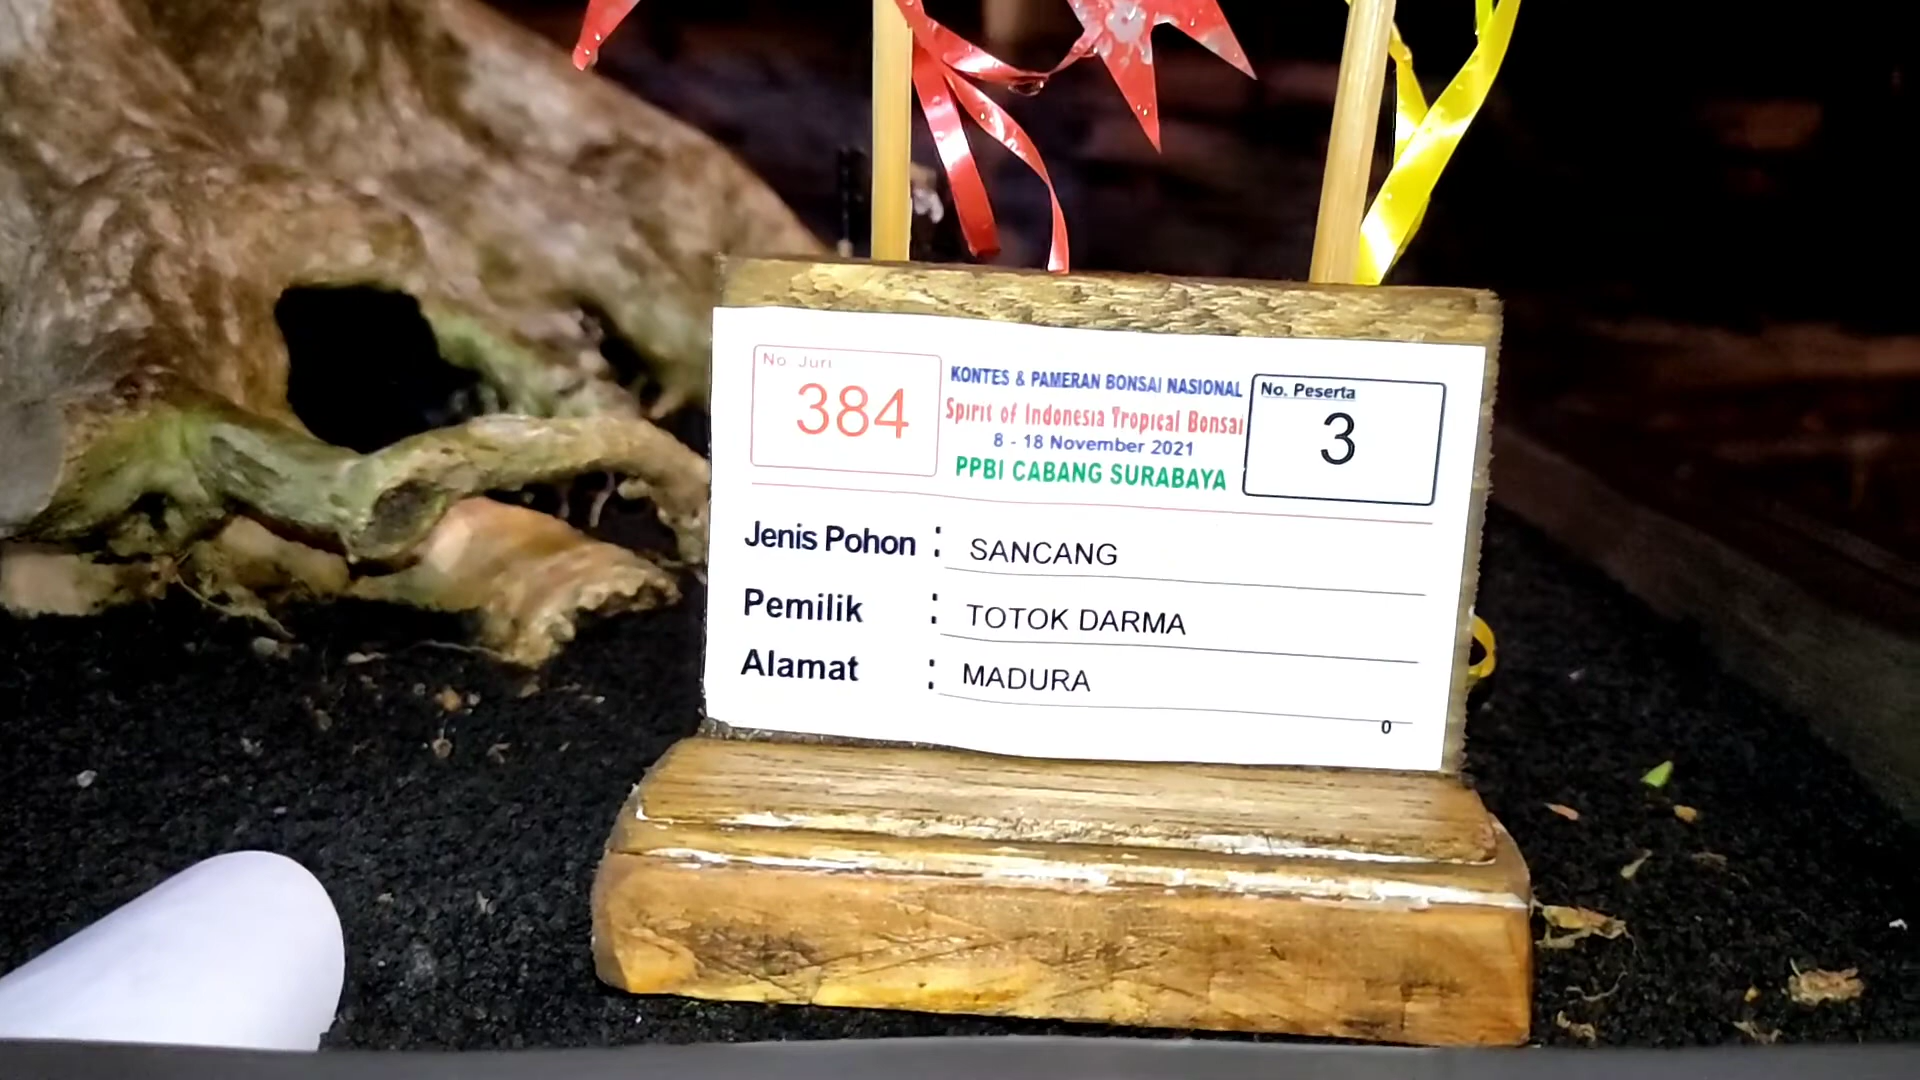 No. Juri
384
KONTES & PAMERAN BONSAI NASIONAL
Spirit of Indonesia Tropical Bonsai
8 - 18 November 2021
PPBI CABANG SURABAYA
No. Peserta
3
Jenis Pohon : SANCANG
Pemilik : TOTOK DARMA
Alamat : MADURA
0